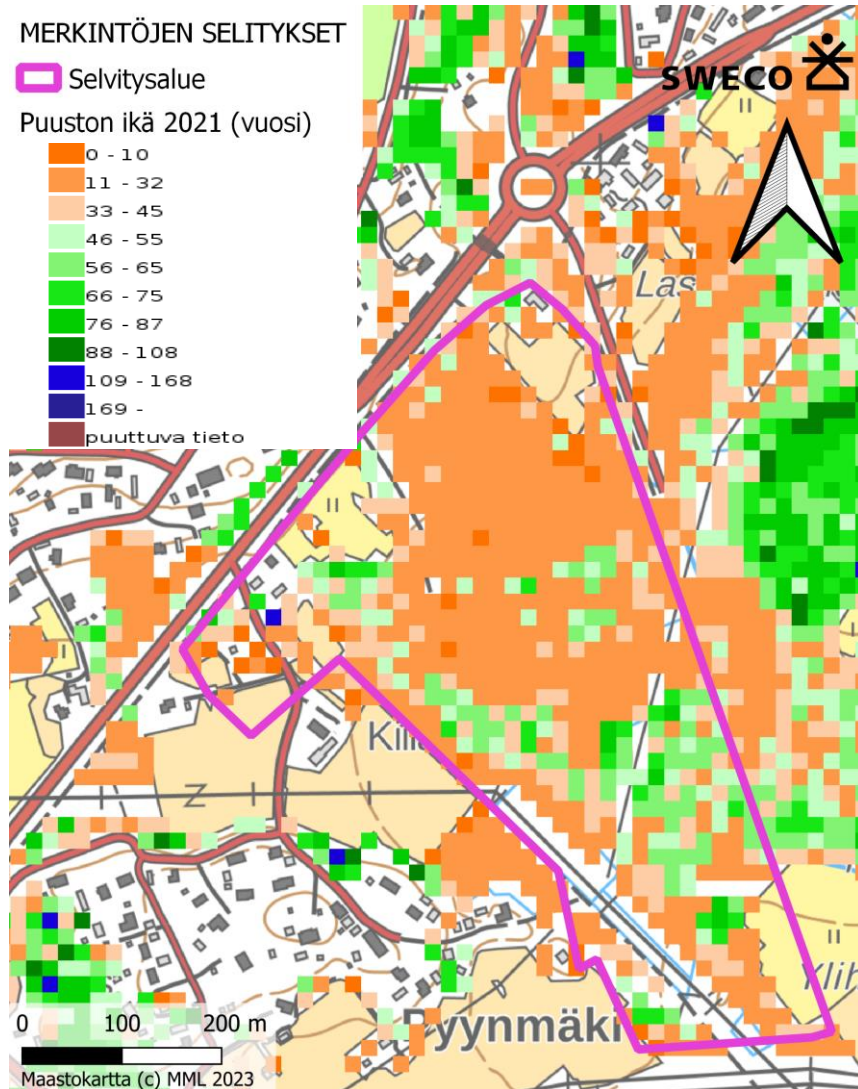 MERKINTÖJEN SELITYKSET
Selvitysalue
Puuston ikä 2021 (vuosi)
0 - 10
11 - 32
33 - 45
46 - 55
56 - 65
66 - 75
76 - 87
88 - 108
109 - 168
169 -
puuttuva tieto
SWECO
Las
Pyynmäki
0 100 200 m
Maastokartta (c) MML 2023